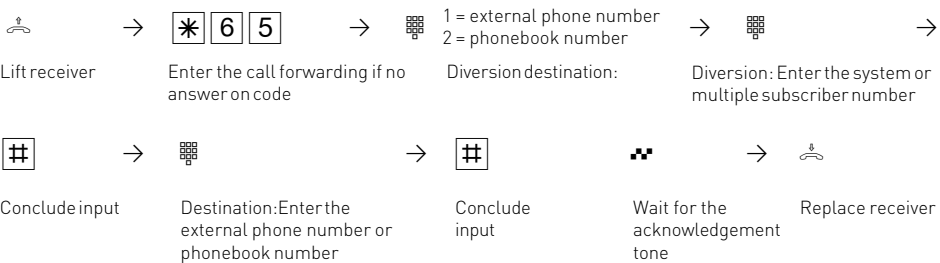 * 6 5
1 = external phone number
2 = phonebook number
Lift receiver
Enter the call forwarding if no
answer on code
Diversion destination:
Diversion: Enter the system or
multiple subscriber number
#
#
Conclude input
Destination:Enter the
external phone number or
phonebook number
Conclude
input
Wait for the
acknowledgement
tone
Replace receiver